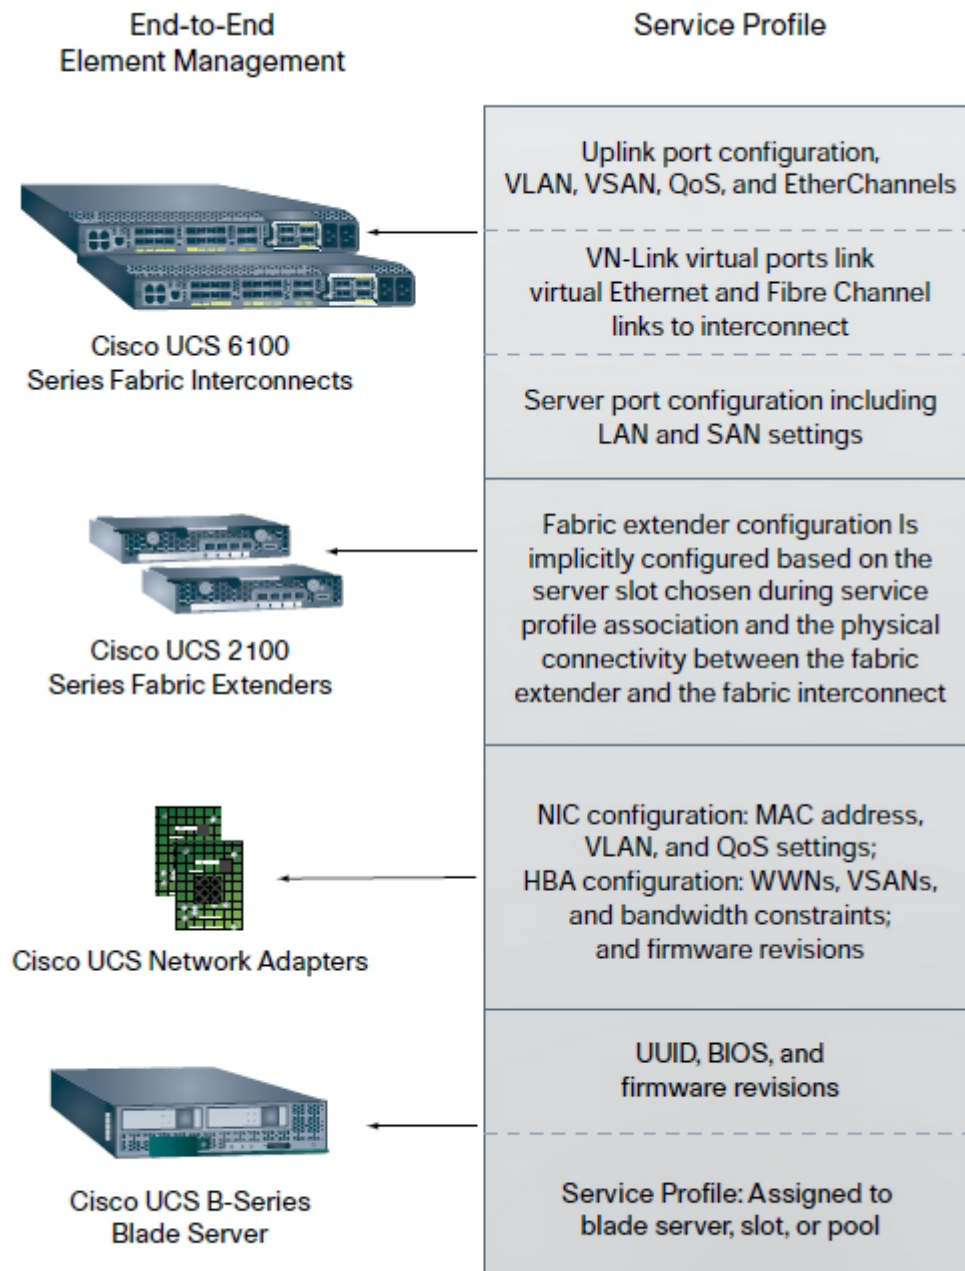 End-to-End
Element Management
Service Profile
Uplink port configuration,
VLAN, VSAN, QoS, and EtherChannels
VN-Link virtual ports link
virtual Ethernet and Fibre Channel
links to interconnect
Cisco UCS 6100
Series Fabric Interconnects
Server port configuration including
LAN and SAN settings
Fabric extender configuration Is
implicitly configured based on the
server slot chosen during service
profile association and the physical
connectivity between the fabric
extender and the fabric interconnect
Cisco UCS 2100
Series Fabric Extenders
NIC configuration: MAC address,
VLAN, and QoS settings;
HBA configuration: WWNs, VSANs,
and bandwidth constraints;
and firmware revisions
Cisco UCS Network Adapters
UUID, BIOS, and
firmware revisions
Service Profile: Assigned to
blade server, slot, or pool
Cisco UCS B-Series
Blade Server